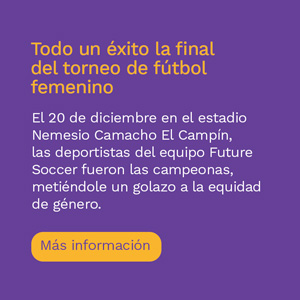 Todo un éxito la final
del torneo de fútbol
femenino
El 20 de diciembre en el estadio
Nemesio Camacho El Campín,
las deportistas del equipo Future
Soccer fueron las campeonas,
metiéndole un golazo a la equidad
de género.
Más información